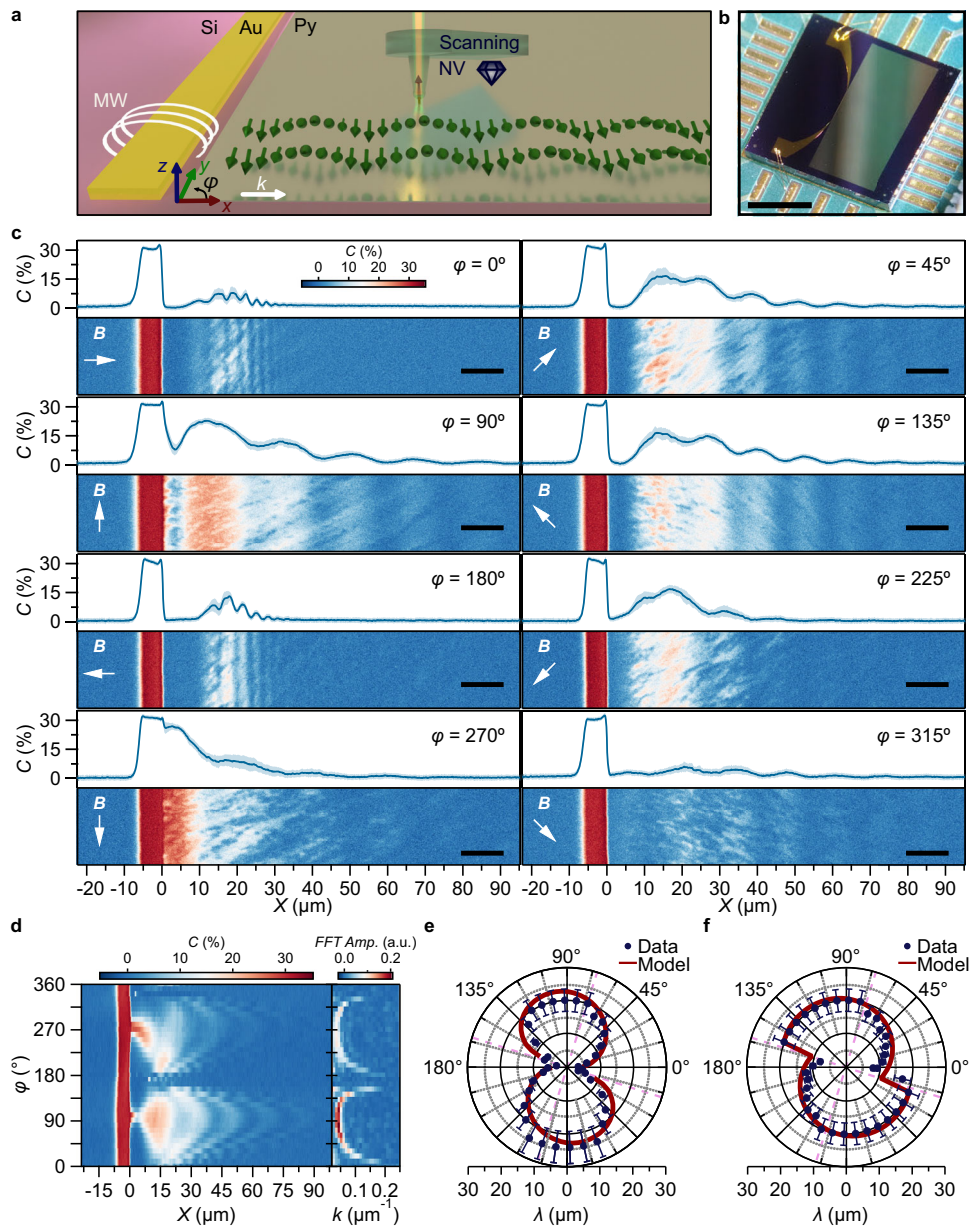 a
Si Au Py
Scanning
NV
MW
z
y
φ
x
k
b
c
C (%)
0 10 20 30
φ = 0º
C (%)
30
15
0
B
φ = 45º
B
φ = 90º
C (%)
30
15
0
B
φ = 135º
B
φ = 180º
C (%)
30
15
0
B
φ = 225º
B
φ = 270º
C (%)
30
15
0
B
φ = 315º
B
-20 -10 0 10 20 30 40 50 60 70 80 90
X (µm)
-20 -10 0 10 20 30 40 50 60 70 80 90
X (µm)
d
C (%)
0 10 20 30
FFT Amp. (a.u.)
0.0 0.2
φ (°)
360
270
180
90
0
-15 0 15 30 45 60 75 90
X (µm)
0.1 0.2
k (µm⁻¹)
e
Data
Model
90°
135° 45°
180° 0°
30 20 10 0 10 20 30
λ (µm)
f
Data
Model
90°
135° 45°
180° 0°
30 20 10 0 10 20 30
λ (µm)